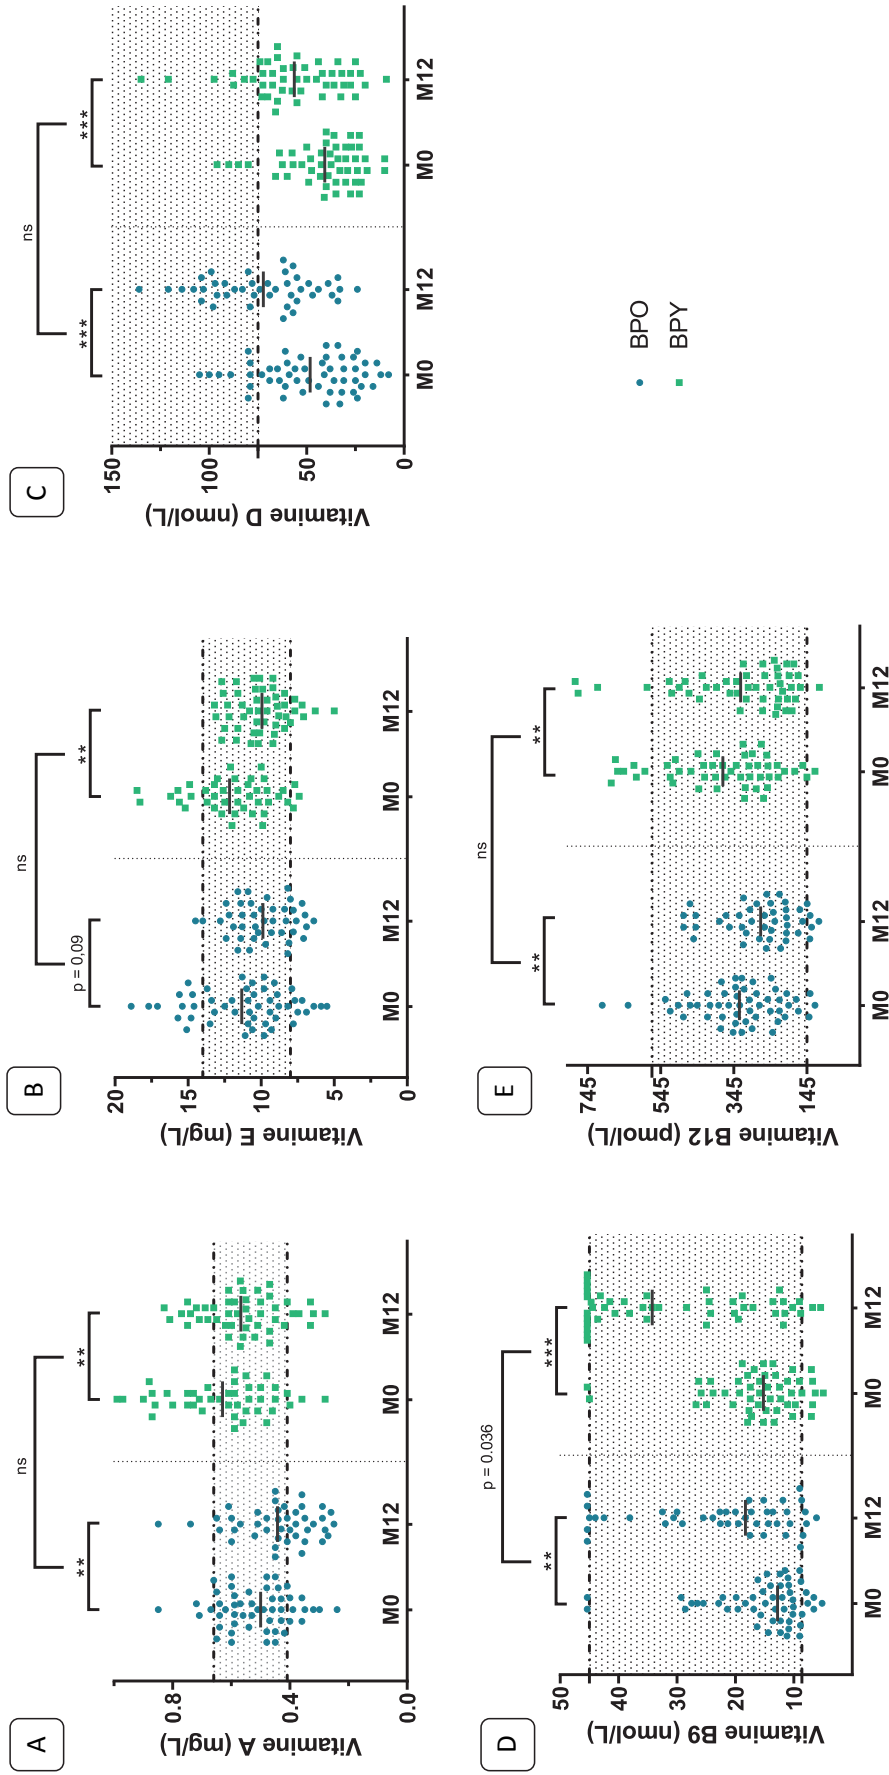 A
Vitamine A (mg/L)
0.8
0.4
0.0
ns
**
**
M0
M12
M0
M12
B
Vitamine E (mg/L)
20
15
10
5
0
ns
p = 0,09
**
M0
M12
M0
M12
C
Vitamine D (nmol/L)
150
100
50
0
ns
***
***
M0
M12
M0
M12
D
Vitamine B9 (nmol/L)
50
40
30
20
10
p = 0.036
**
***
M0
M12
M0
M12
E
Vitamine B12 (pmol/L)
745
545
345
145
ns
**
**
M0
M12
M0
M12
BPO
BPY